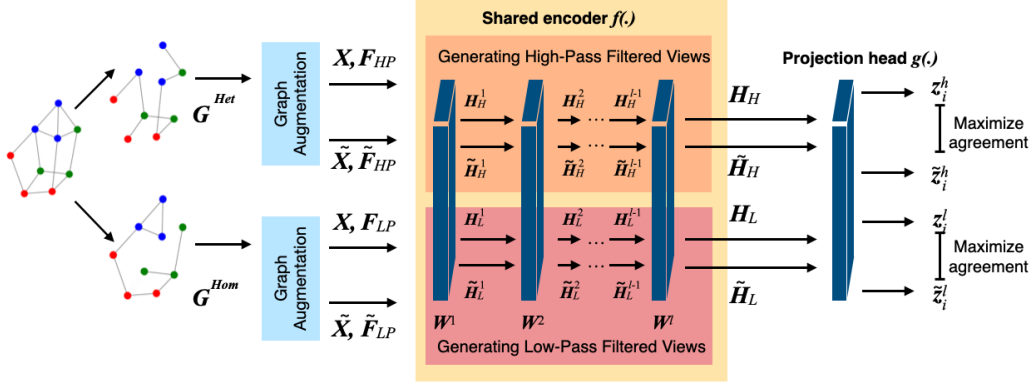 Shared encoder f(.)
Generating High-Pass Filtered Views
Projection head g(.)
G^Het
Graph Augmentation
X, F_HP
X̃, F̃_HP
H_H^1
H_H^2
H_H^{l-1}
H̃_H^1
H̃_H^2
H̃_H^{l-1}
H_H
H̃_H
z_i^h
Maximize
agreement
z̃_i^h
G^Hom
Graph Augmentation
X, F_LP
X̃, F̃_LP
H_L^1
H_L^2
H_L^{l-1}
H̃_L^1
H̃_L^2
H̃_L^{l-1}
H_L
H̃_L
z_i^l
Maximize
agreement
z̃_i^l
W^1
W^2
W^l
Generating Low-Pass Filtered Views